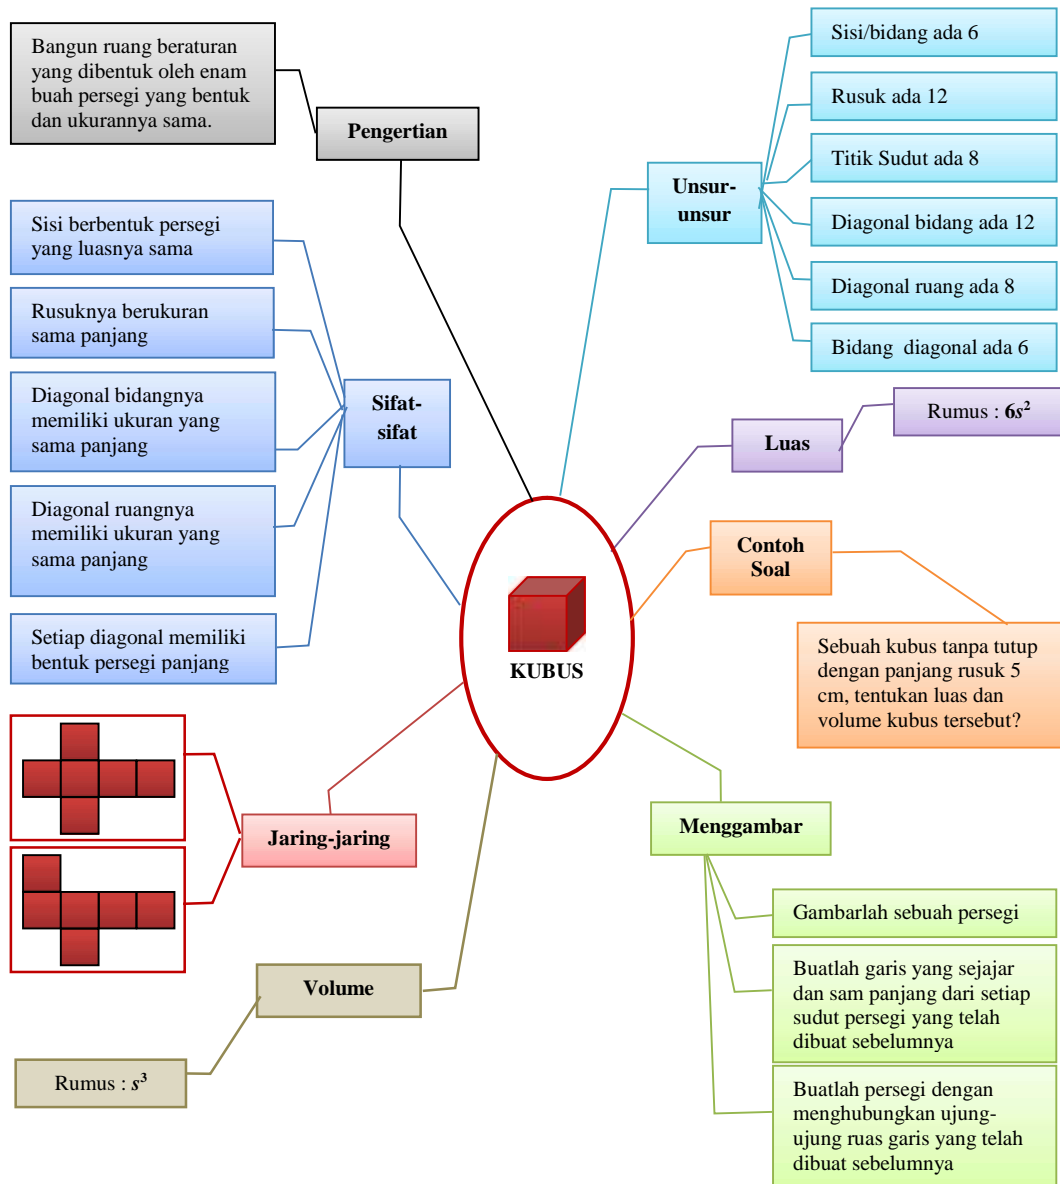 Bangun ruang beraturan
yang dibentuk oleh enam
buah persegi yang bentuk
dan ukurannya sama.
Pengertian
Sisi/bidang ada 6
Rusuk ada 12
Titik Sudut ada 8
Diagonal bidang ada 12
Diagonal ruang ada 8
Bidang  diagonal ada 6
Unsur-
unsur
Sisi berbentuk persegi
yang luasnya sama
Rusuknya berukuran
sama panjang
Diagonal bidangnya
memiliki ukuran yang
sama panjang
Diagonal ruangnya
memiliki ukuran yang
sama panjang
Setiap diagonal memiliki
bentuk persegi panjang
Sifat-
sifat
Rumus : 6s²
Luas
Contoh
Soal
Sebuah kubus tanpa tutup
dengan panjang rusuk 5
cm, tentukan luas dan
volume kubus tersebut?
KUBUS
Jaring-jaring
Menggambar
Gambarlah sebuah persegi
Buatlah garis yang sejajar
dan sam panjang dari setiap
sudut persegi yang telah
dibuat sebelumnya
Buatlah persegi dengan
menghubungkan ujung-
ujung ruas garis yang telah
dibuat sebelumnya
Volume
Rumus : s³